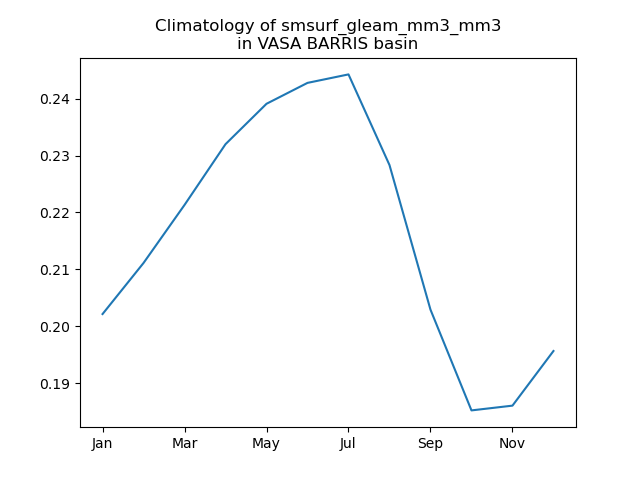 Climatology of smsurf_gleam_mm3_mm3
in VASA BARRIS basin
0.24
0.23
0.22
0.21
0.20
0.19
Jan Mar May Jul Sep Nov